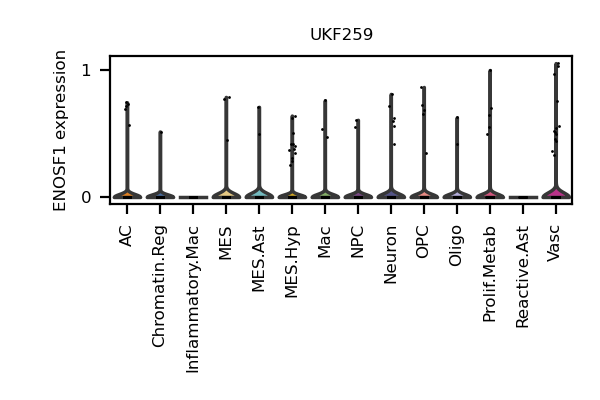 UKF259
ENOSF1 expression
1
0
AC
Chromatin.Reg
Inflammatory.Mac
MES
MES.Ast
MES.Hyp
Mac
NPC
Neuron
OPC
Oligo
Prolif.Metab
Reactive.Ast
Vasc